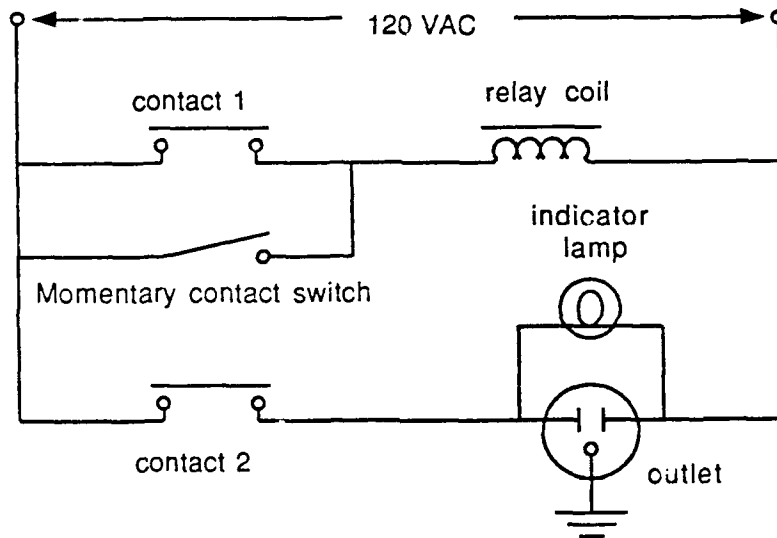 120 VAC
contact 1
relay coil
indicator
lamp
Momentary contact switch
contact 2
outlet